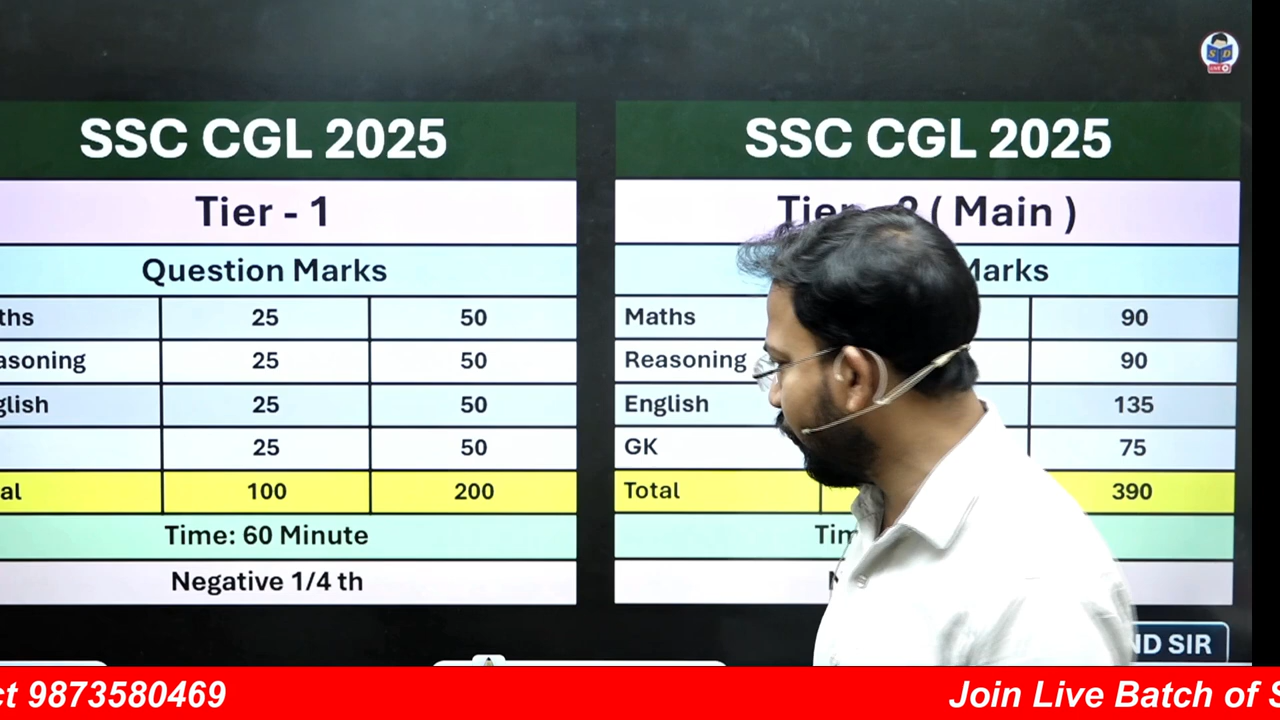 S D
LIVE
SSC CGL 2025
Tier - 1
Question Marks
ths 25 50
asoning 25 50
glish 25 50
25 50
al 100 200
Time: 60 Minute
Negative 1/4 th
SSC CGL 2025
Tier - 2 ( Main )
Marks
Maths 90
Reasoning 90
English 135
GK 75
Total 390
Tim
ND SIR
ct 9873580469
Join Live Batch of S